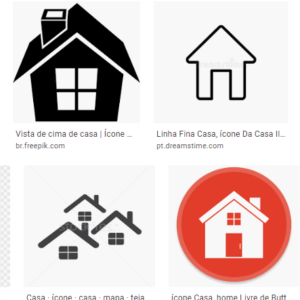 Vista de cima de casa | Ícone ...
br.freepik.com
Linha Fina Casa, ícone Da Casa Il...
pt.dreamstime.com
Casa · ícone · casa · mapa · teia
ícone Casa, home Livre de Buff